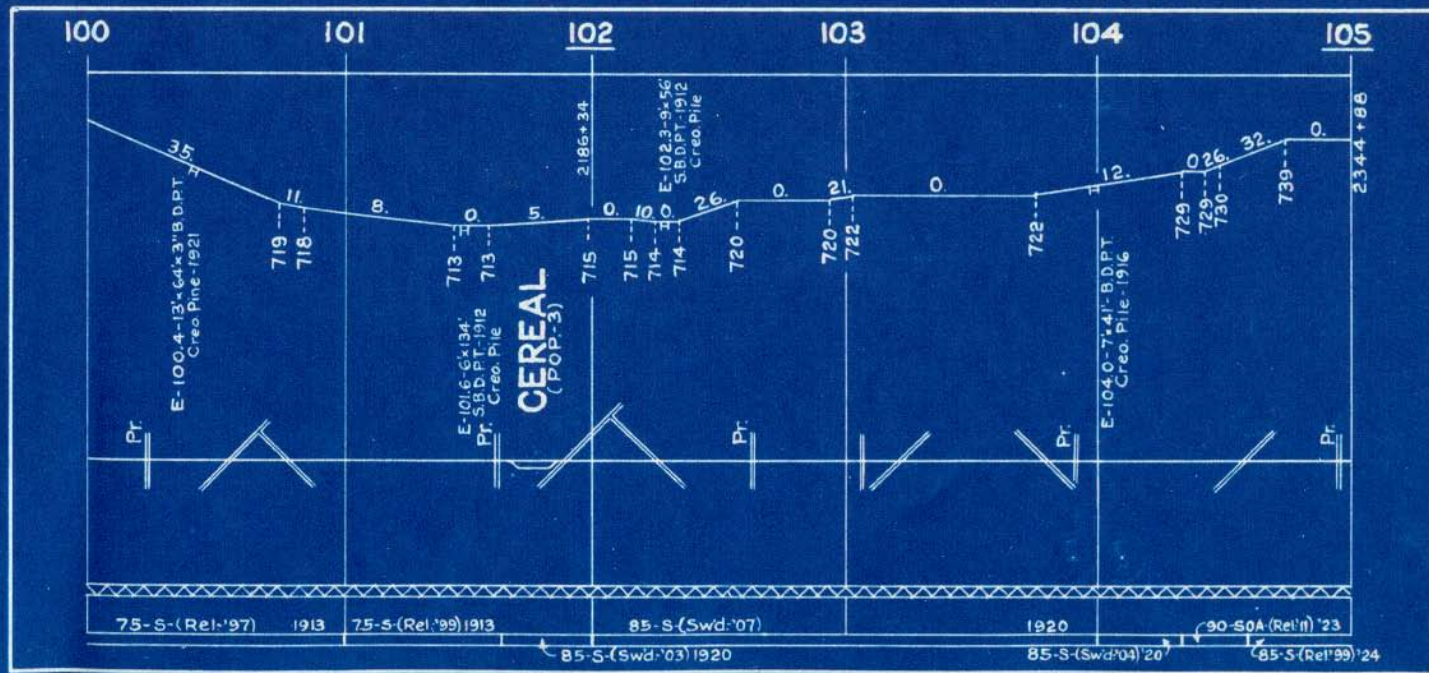 100 101 102 103 104 105
2186+34
E-102.3-9'x56'
S.B.D.PT.-1912
Creo. Pile
2344+88
35. 11. 8. 0. 5. 0. 10. 0. 26. 0. 21. 0. 12. 0. 26. 32. 0.
719 718 713 713 715 715 714 714 720 720 722 722 729 729 730 739
E-100.4-13'x64'x3" B.D.P.T.
Creo. Pine-1921
E-101.6-6'x134'
S.B.D.P.T.-1912
Creo. Pile
CEREAL
(POP.-3)
E-104.0-7'x41'-B.D.P.T.
Creo. Pile-1916
Pr. Pr. Pr. Pr. Pr.
75-S-(Rel.-'97) 1913 75-S-(Rel.-'99) 1913 85-S-(Sw'd.-'07) 1920 90-SOA-(Rel.'11)'23
85-S-(Sw'd.-'03) 1920 85-S-(Sw'd.-'04)'20 85-S-(Rel.'99)'24